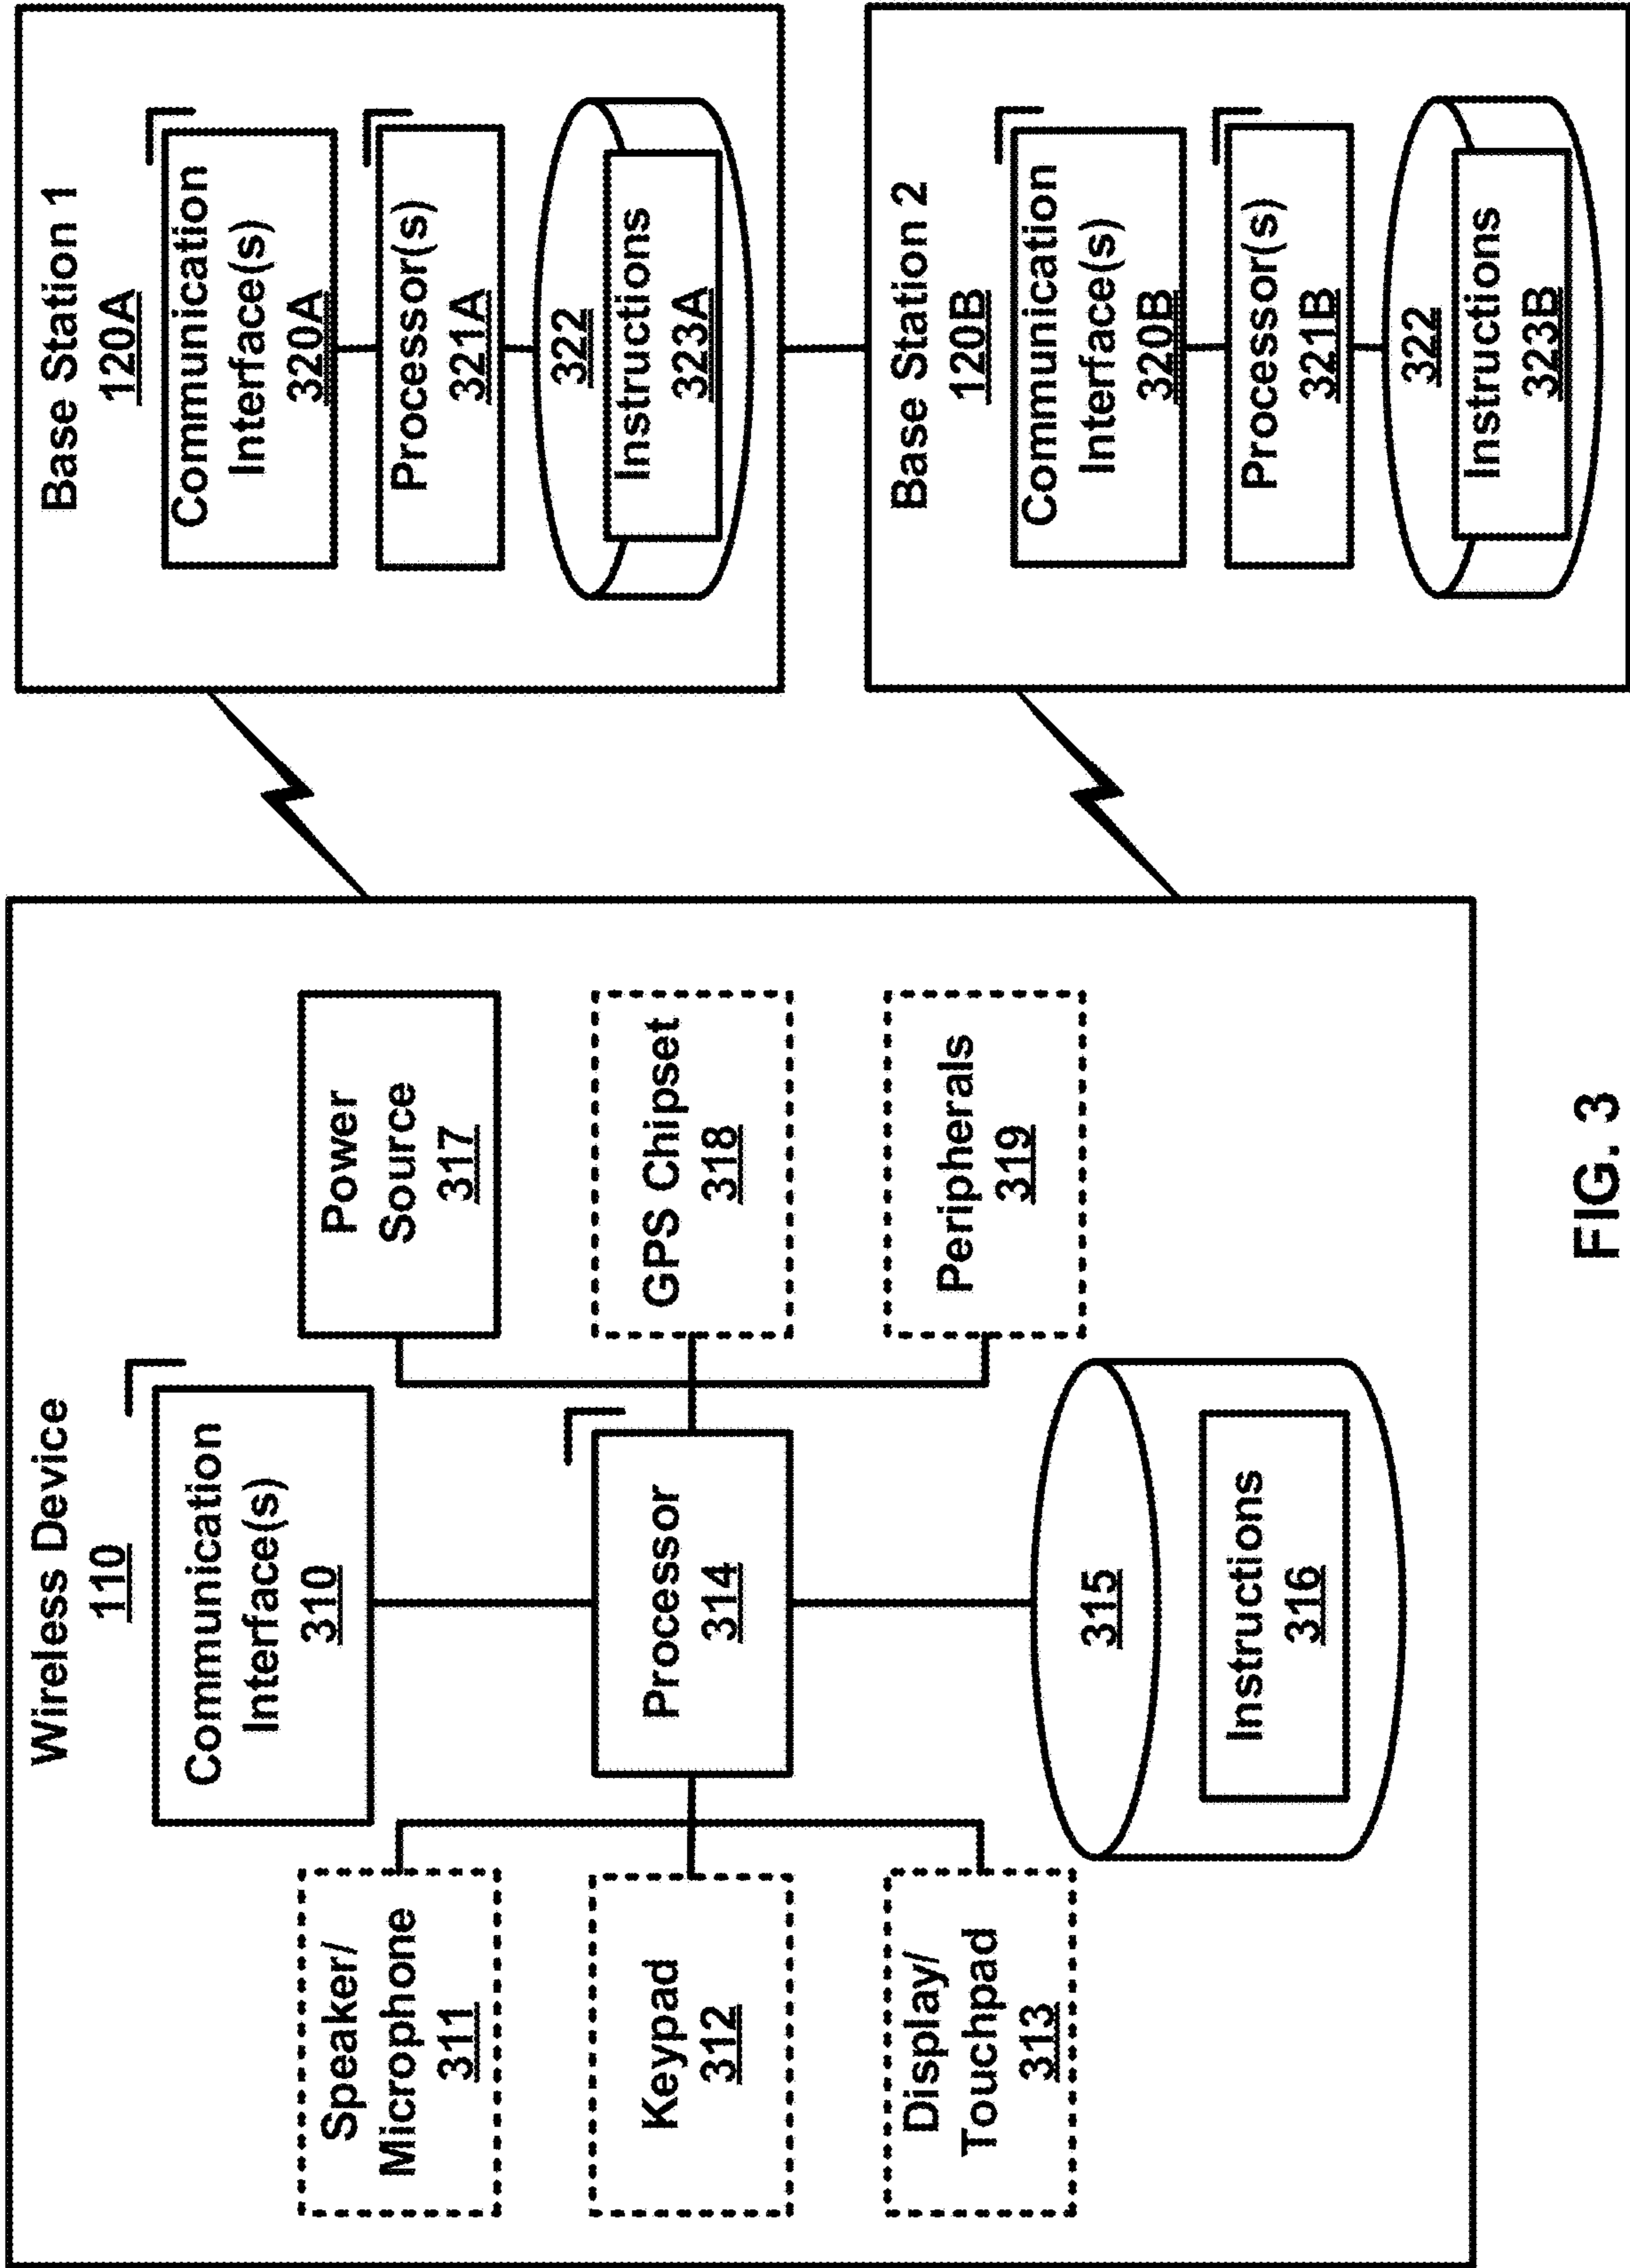 Wireless Device
110
Communication
Interface(s)
310
Speaker/
Microphone
311
Keypad
312
Display/
Touchpad
313
Processor
314
Power
Source
317
GPS Chipset
318
Peripherals
319
315
Instructions
316
Base Station 1
120A
Communication
Interface(s)
320A
Processor(s)
321A
322
Instructions
323A
Base Station 2
120B
Communication
Interface(s)
320B
Processor(s)
321B
322
Instructions
323B
FIG. 3